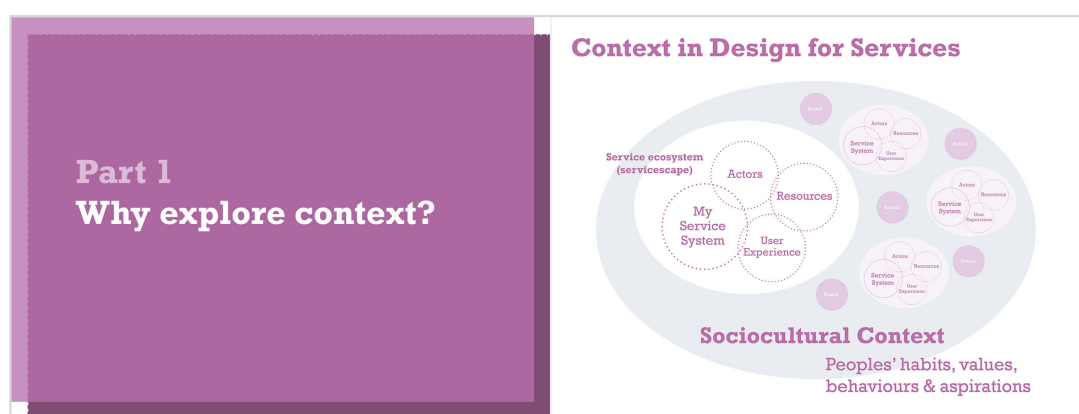 Part 1
Why explore context?
Context in Design for Services
Service ecosystem
(servicescape)
Actors
Resources
My
Service
System
User
Experience
Brand
Actors
Resources
Service
System
User
Experience
Brand
Actors
Resources
Service
System
User
Experience
Brand
Actors
Resources
Service
System
User
Experience
Brand
Brand
Sociocultural Context
Peoples' habits, values,
behaviours & aspirations